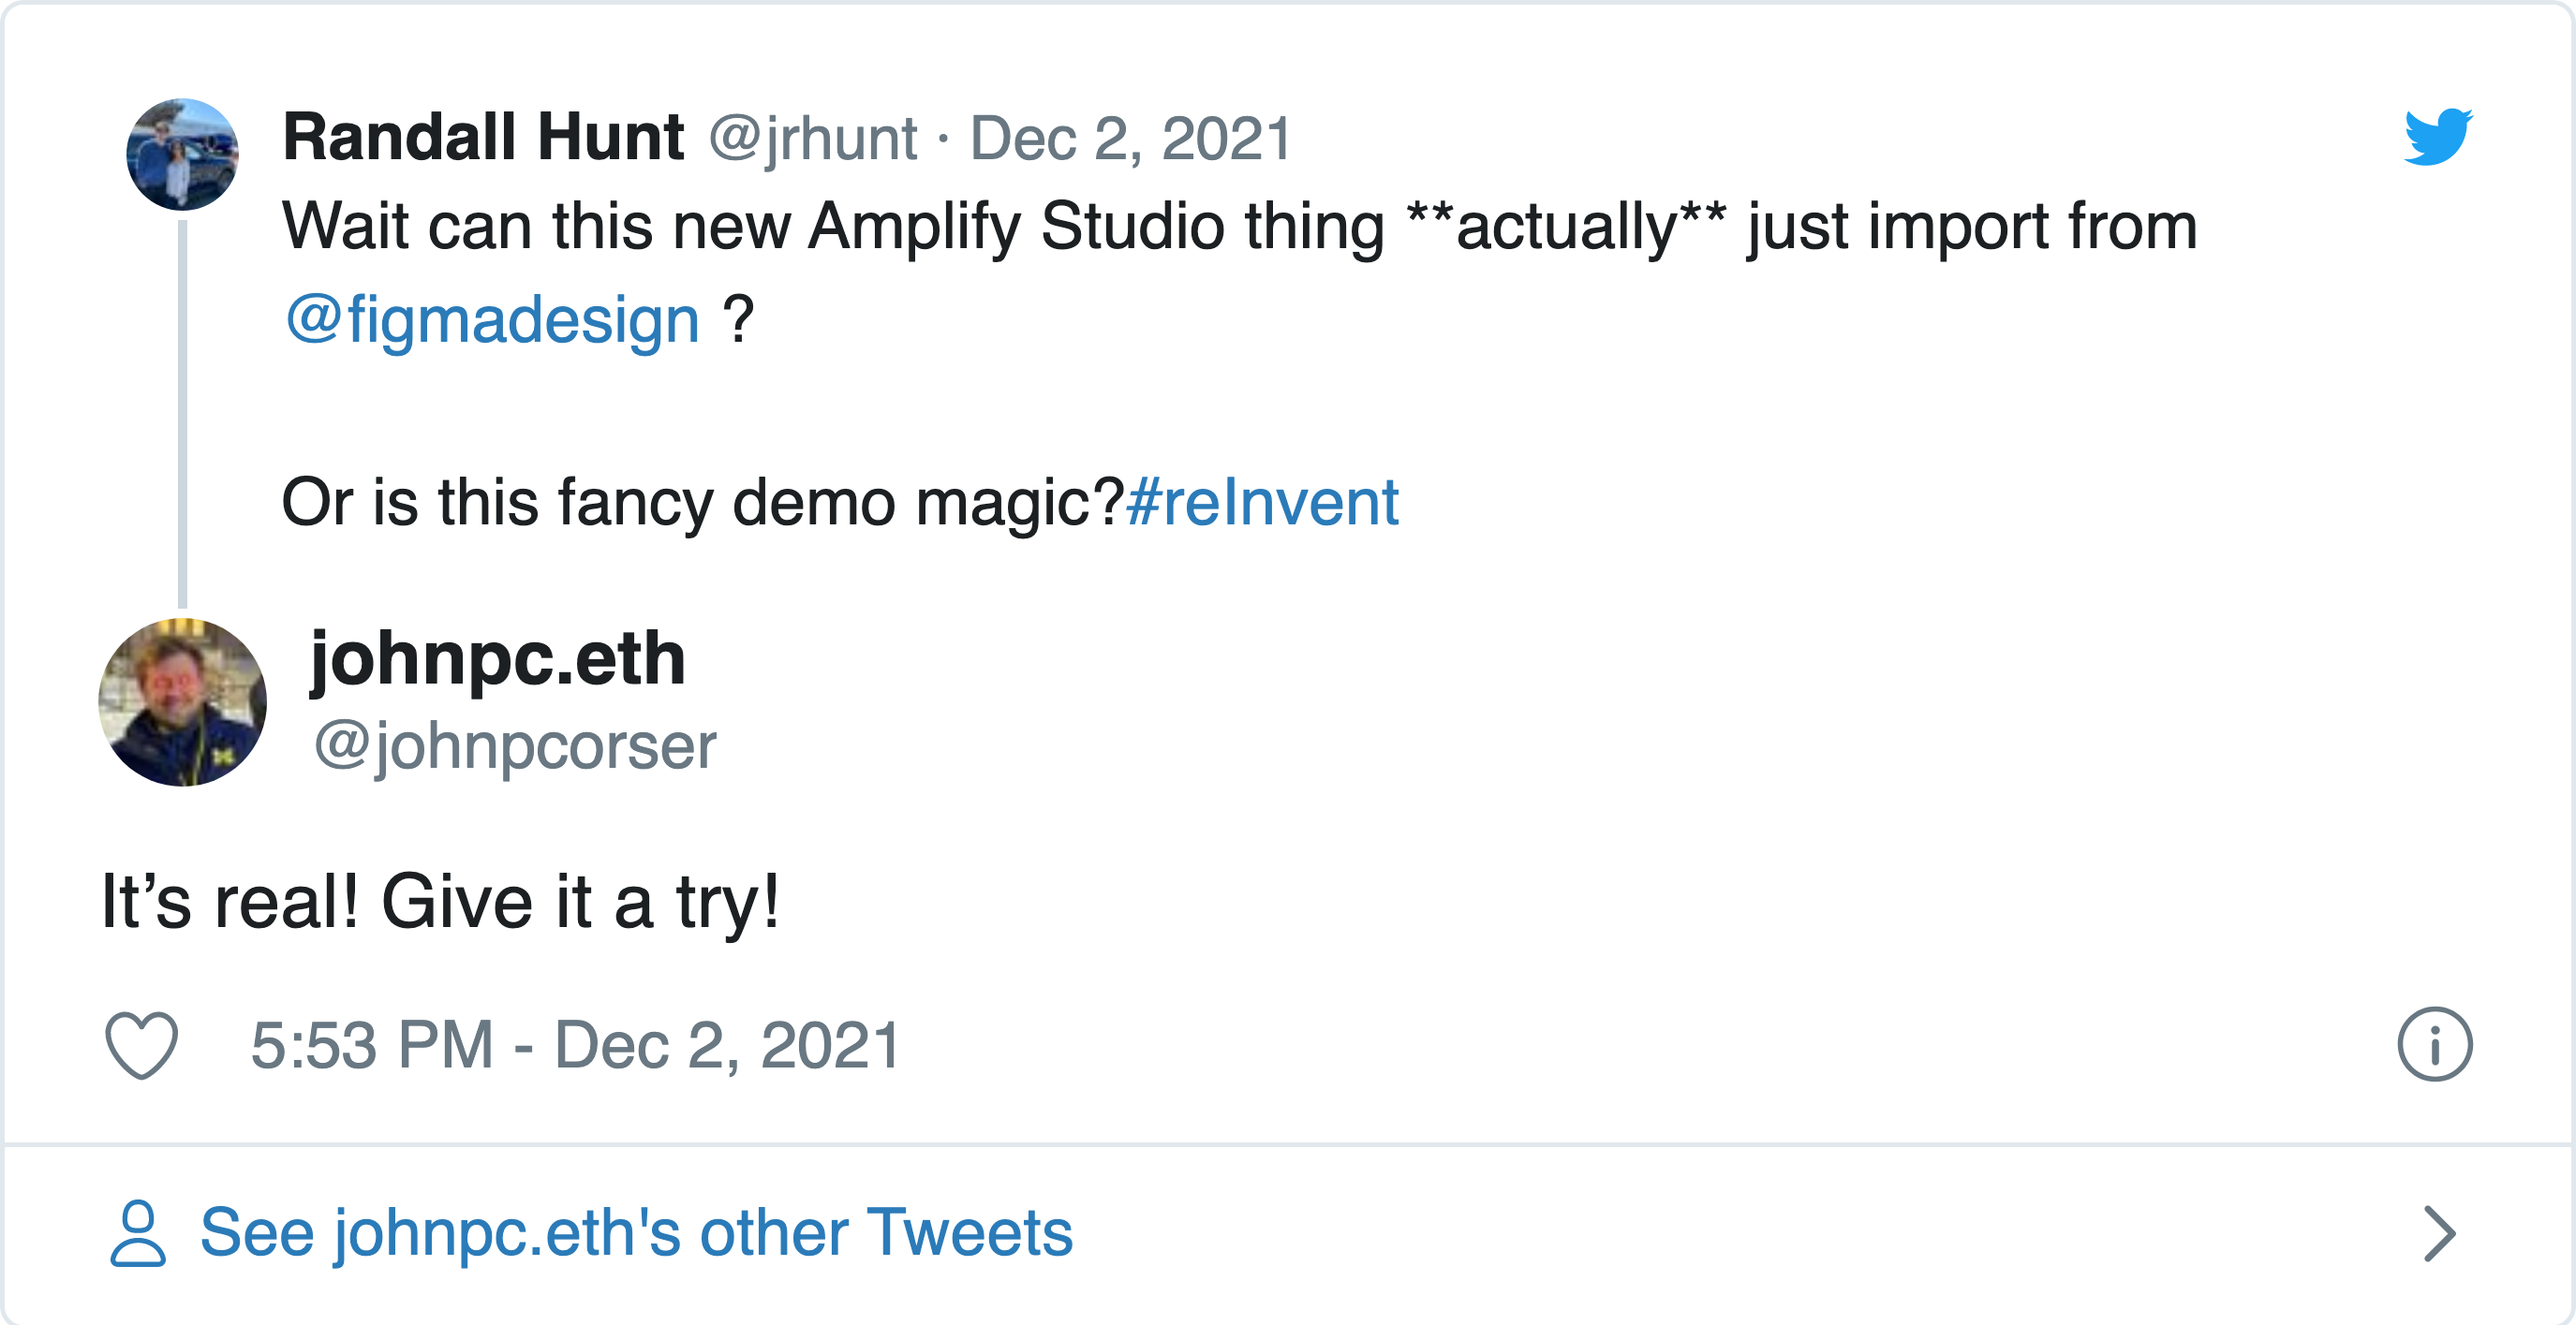 Randall Hunt @jrhunt · Dec 2, 2021
Wait can this new Amplify Studio thing **actually** just import from
@figmadesign ?
Or is this fancy demo magic?#reInvent
johnpc.eth
@johnpcorser
It’s real! Give it a try!
5:53 PM - Dec 2, 2021
See johnpc.eth's other Tweets